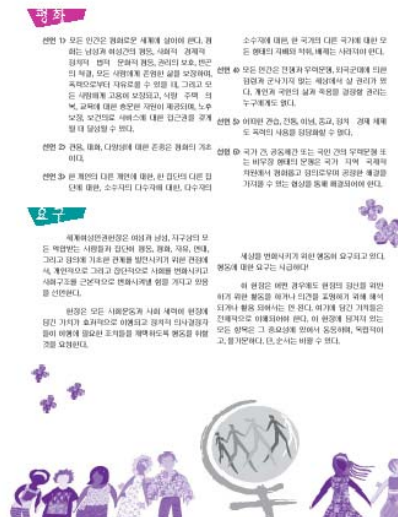 평화
선언 1> 모든 인간은 평화로운 세계에 살아야 한다. 평
화는 남성과 여성간의 평등, 사회적 경제적
정치적 법적 문화적 평등, 권리의 보호, 빈곤
의 척결, 모든 사람에게 존엄한 삶을 보장하며,
폭력으로부터 자유로울 수 있을 때, 그리고 모
든 사람에게 고용이 보장되고, 식량 주택 의
복, 교육에 대한 충분한 자원이 제공되며, 노후
보장, 보건의료 서비스에 대한 접근권을 갖게
될 때 달성될 수 있다.
선언 2> 관용, 대화, 다양성에 대한 존중은 평화의 기초
이다.
선언 3> 한 개인의 다른 개인에 대한, 한 집단의 다른 집
단에 대한, 소수자의 다수자에 대한, 다수자의
소수자에 대한, 한 국가의 다른 국가에 대한 모
든 형태의 지배와 착취, 배제는 사라져야 한다.
선언 4> 모든 인간은 전쟁과 무력분쟁, 외국군대에 의한
점령과 군사기지 없는 세상에서 살 권리가 있
다. 개인과 국민의 삶과 죽음을 결정할 권리는
누구에게도 없다.
선언 5> 어떠한 관습, 전통, 이념, 종교, 정치 경제 체제
도 폭력의 사용을 정당화할 수 없다.
선언 6> 국가 간, 공동체간 또는 국민 간의 무력분쟁 또
는 비무장 형태의 분쟁은 국가 지역 국제적
차원에서 평화롭고 정의로우며 공정한 해결을
가져올 수 있는 협상을 통해 해결되어야 한다.
요구
세계여성인권헌장은 여성과 남성, 지구상의 모
든 억압받는 사람들과 집단이 평등, 평화, 자유, 연대,
그리고 정의에 기초한 관계를 발전시키기 위한 헌장에
서, 개인적으로 그리고 집단적으로 사회를 변화시키고
사회구조를 근본적으로 변화시켜낼 힘을 가지고 있음
을 선언한다.
헌장은 모든 사회운동과 사회 세력이 헌장에
담긴 가치가 효과적으로 이행되고 정치적 의사결정자
들이 이행에 필요한 조치들을 채택하도록 행동을 취할
것을 요청한다.
세상을 변화시키기 위한 행동이 요구되고 있다.
행동에 대한 요구는 시급하다!
이 헌장은 어떤 경우에도 헌장의 정신을 위반
하기 위한 활동을 하거나 의견을 표명하기 위해 해석
되거나 활용 되어서는 안 된다. 여기에 담긴 가치들은
전체적으로 이해되어야 한다. 이 헌장에 담겨져 있는
모든 항목은 그 중요성에 있어서 동등하며, 독립적이
고, 불가분하다. 단, 순서는 바꿀 수 있다.